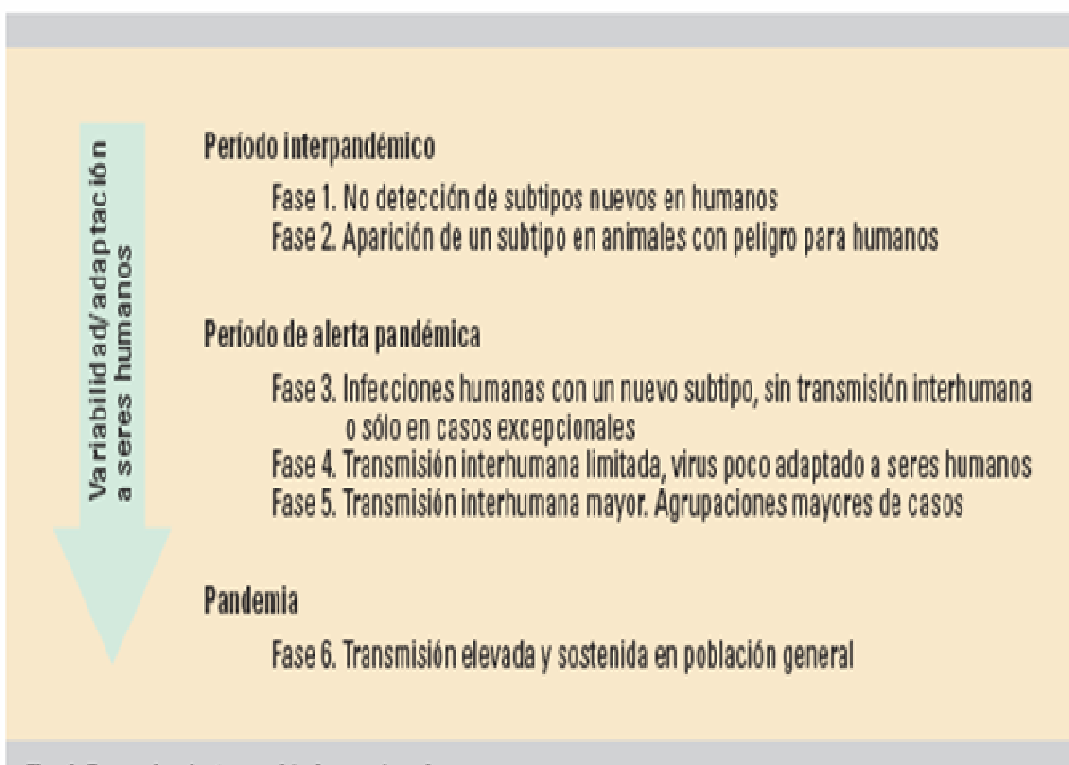 Variabilidad/adaptación
a seres humanos
Período interpandémico
Fase 1. No detección de subtipos nuevos en humanos
Fase 2. Aparición de un subtipo en animales con peligro para humanos
Período de alerta pandémica
Fase 3. Infecciones humanas con un nuevo subtipo, sin transmisión interhumana
o sólo en casos excepcionales
Fase 4. Transmisión interhumana limitada, virus poco adaptado a seres humanos
Fase 5. Transmisión interhumana mayor. Agrupaciones mayores de casos
Pandemia
Fase 6. Transmisión elevada y sostenida en población general